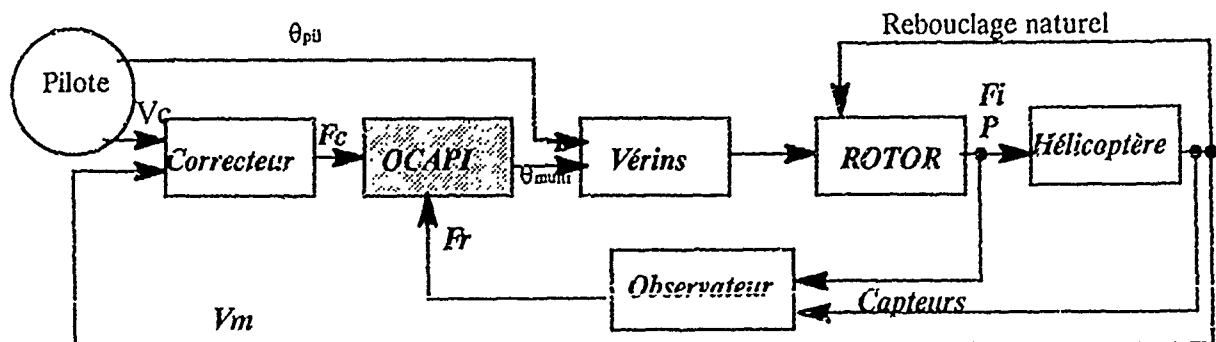 θpil
Rebouclage naturel
Pilote
Vc
Fc
Fi
P
Correcteur
OCAPI
θmulti
Vérins
ROTOR
Hélicoptère
Fr
Observateur
Capteurs
Vm